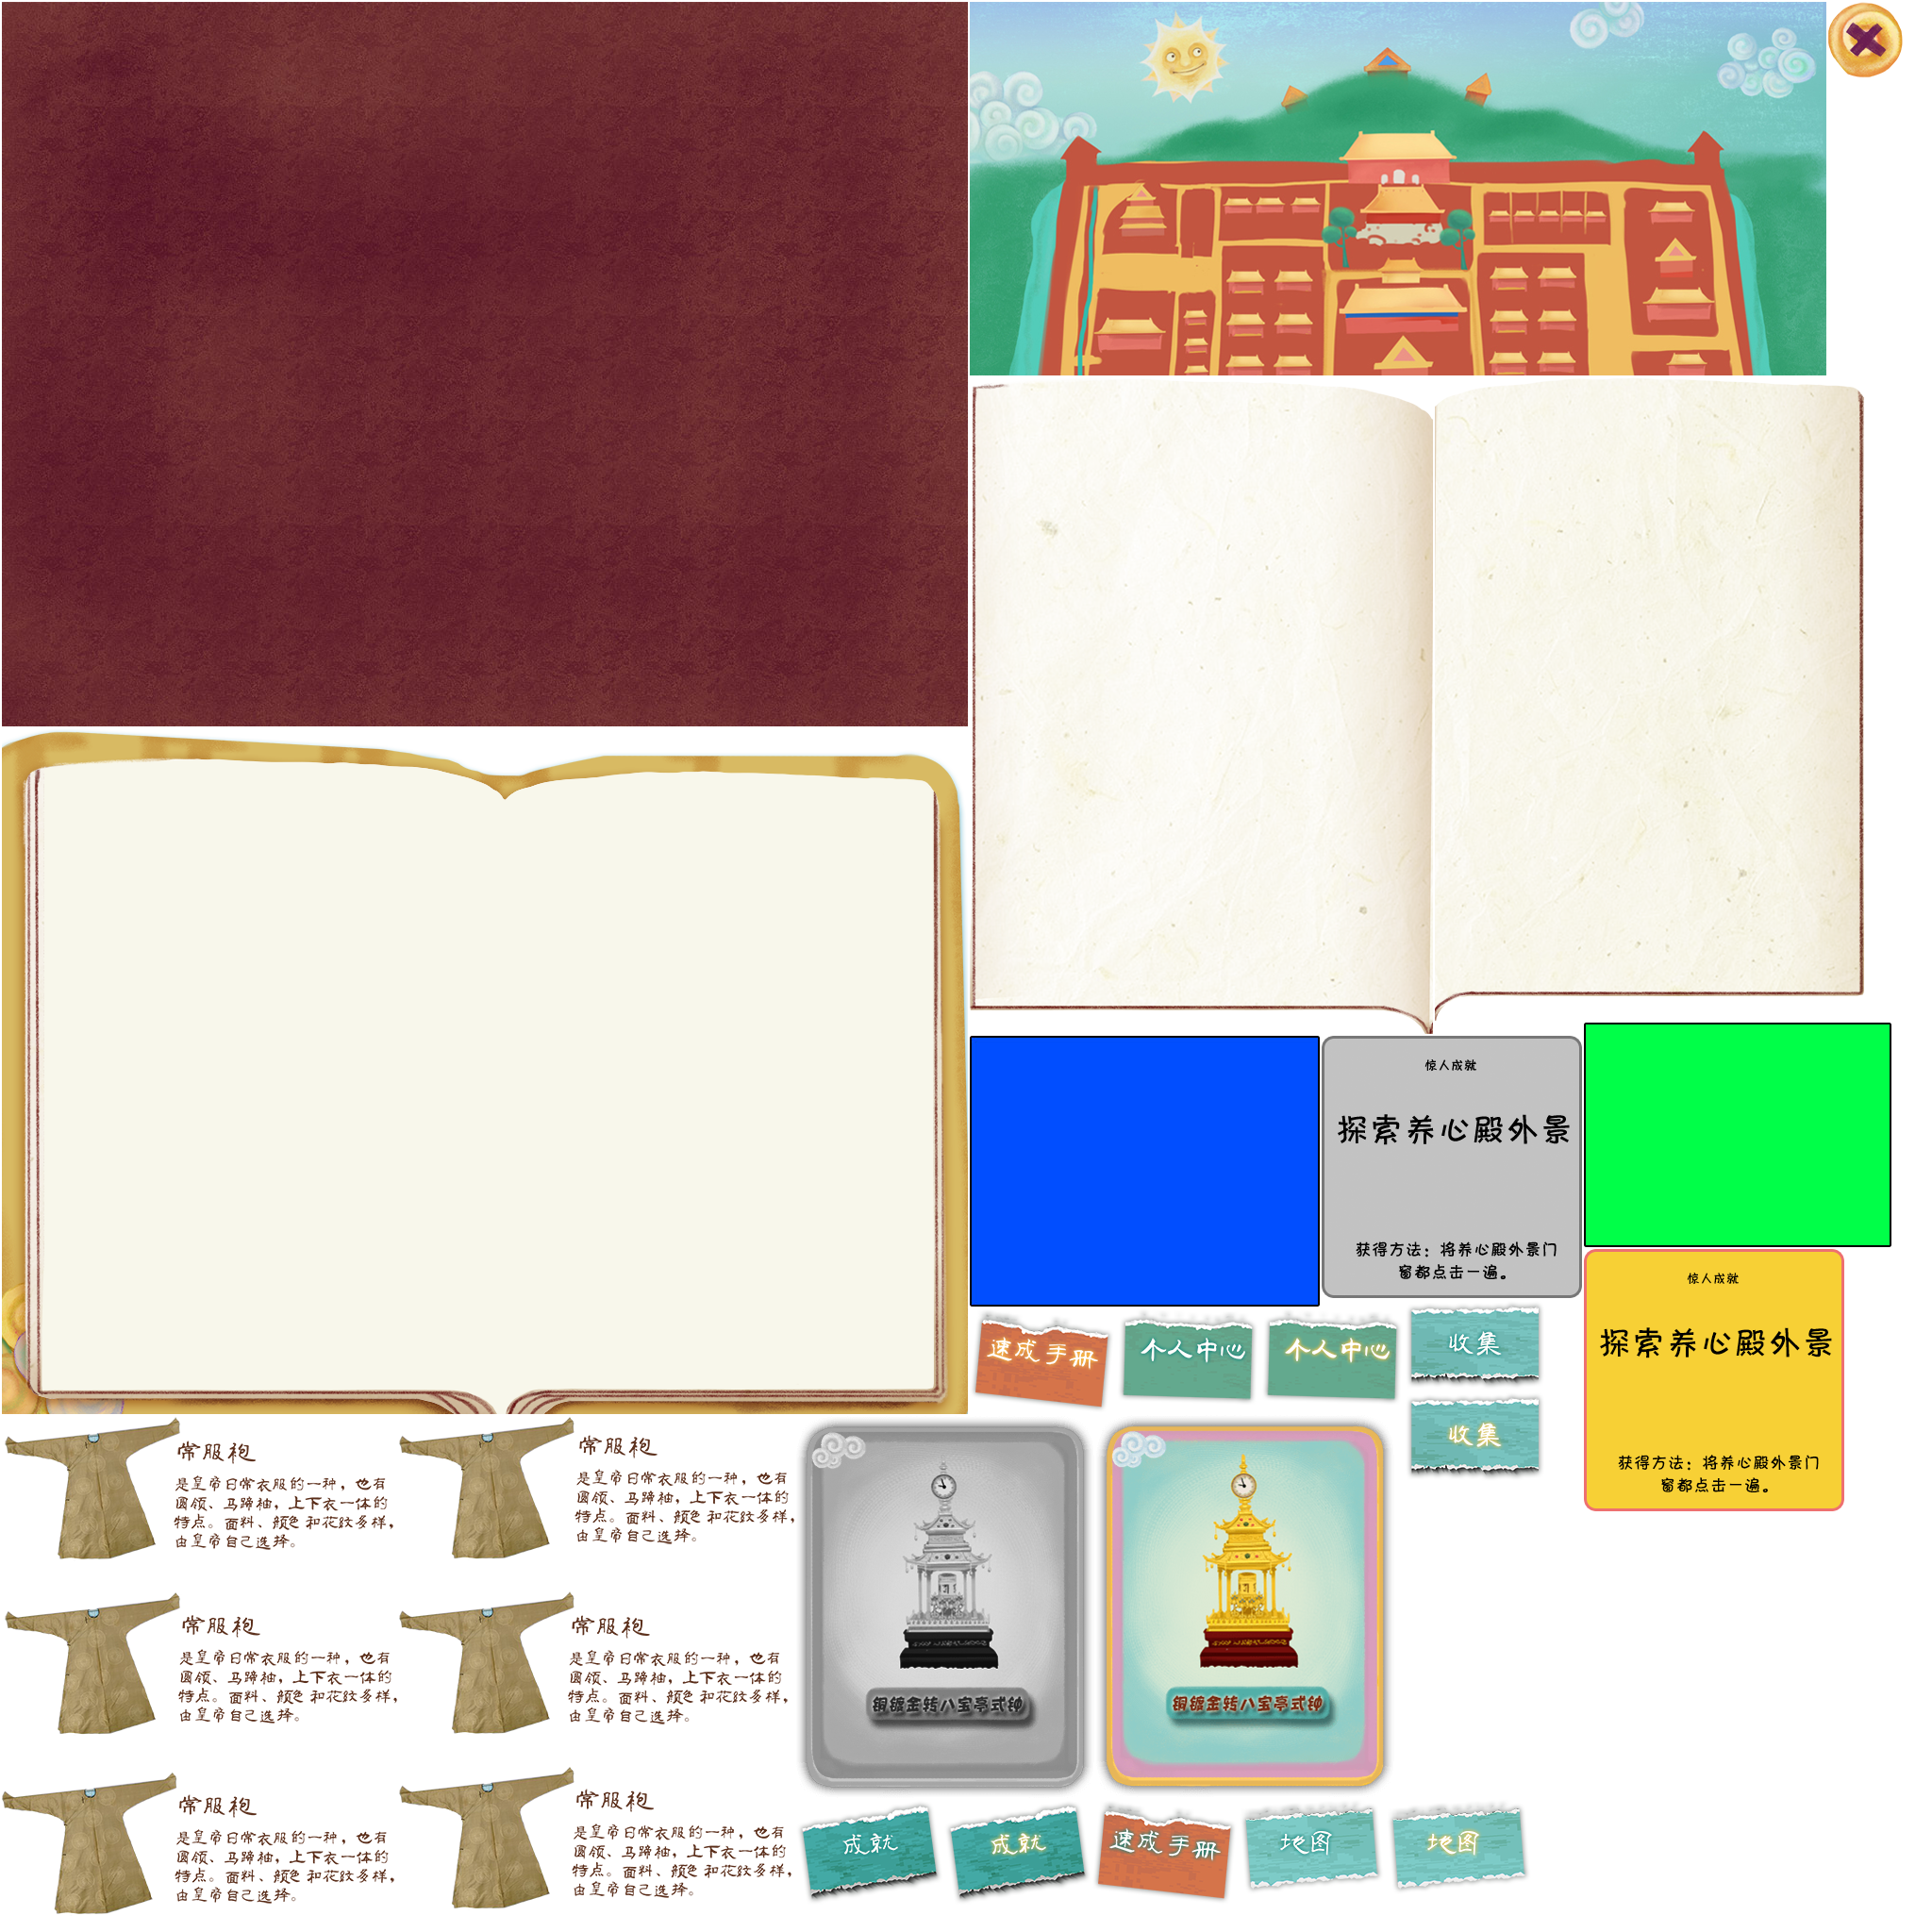 惊人成就
探索养心殿外景
获得方法：将养心殿外景门
窗都点击一遍。
惊人成就
探索养心殿外景
获得方法：将养心殿外景门
窗都点击一遍。
速成手册
个人中心
个人中心
收集
收集
常服袍
是皇帝日常衣服的一种，也有
圆领、马蹄袖，上下衣一体的
特点。面料、颜色和花纹多样，
由皇帝自己选择。
常服袍
是皇帝日常衣服的一种，也有
圆领、马蹄袖，上下衣一体的
特点。面料、颜色和花纹多样，
由皇帝自己选择。
常服袍
是皇帝日常衣服的一种，也有
圆领、马蹄袖，上下衣一体的
特点。面料、颜色和花纹多样，
由皇帝自己选择。
常服袍
是皇帝日常衣服的一种，也有
圆领、马蹄袖，上下衣一体的
特点。面料、颜色和花纹多样，
由皇帝自己选择。
常服袍
是皇帝日常衣服的一种，也有
圆领、马蹄袖，上下衣一体的
特点。面料、颜色和花纹多样，
由皇帝自己选择。
常服袍
是皇帝日常衣服的一种，也有
圆领、马蹄袖，上下衣一体的
特点。面料、颜色和花纹多样，
由皇帝自己选择。
铜镀金转八宝亭式钟
铜镀金转八宝亭式钟
成就
成就
速成手册
地图
地图